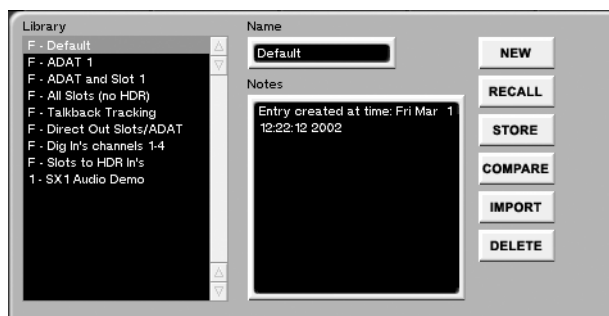 Library
F - Default
F - ADAT 1
F - ADAT and Slot 1
F - All Slots (no HDR)
F - Talkback Tracking
F - Direct Out Slots/ADAT
F - Dig In's channels 1-4
F - Slots to HDR In's
1 - SX1 Audio Demo
Name
Default
Notes
Entry created at time: Fri Mar 1
12:22:12 2002
NEW
RECALL
STORE
COMPARE
IMPORT
DELETE